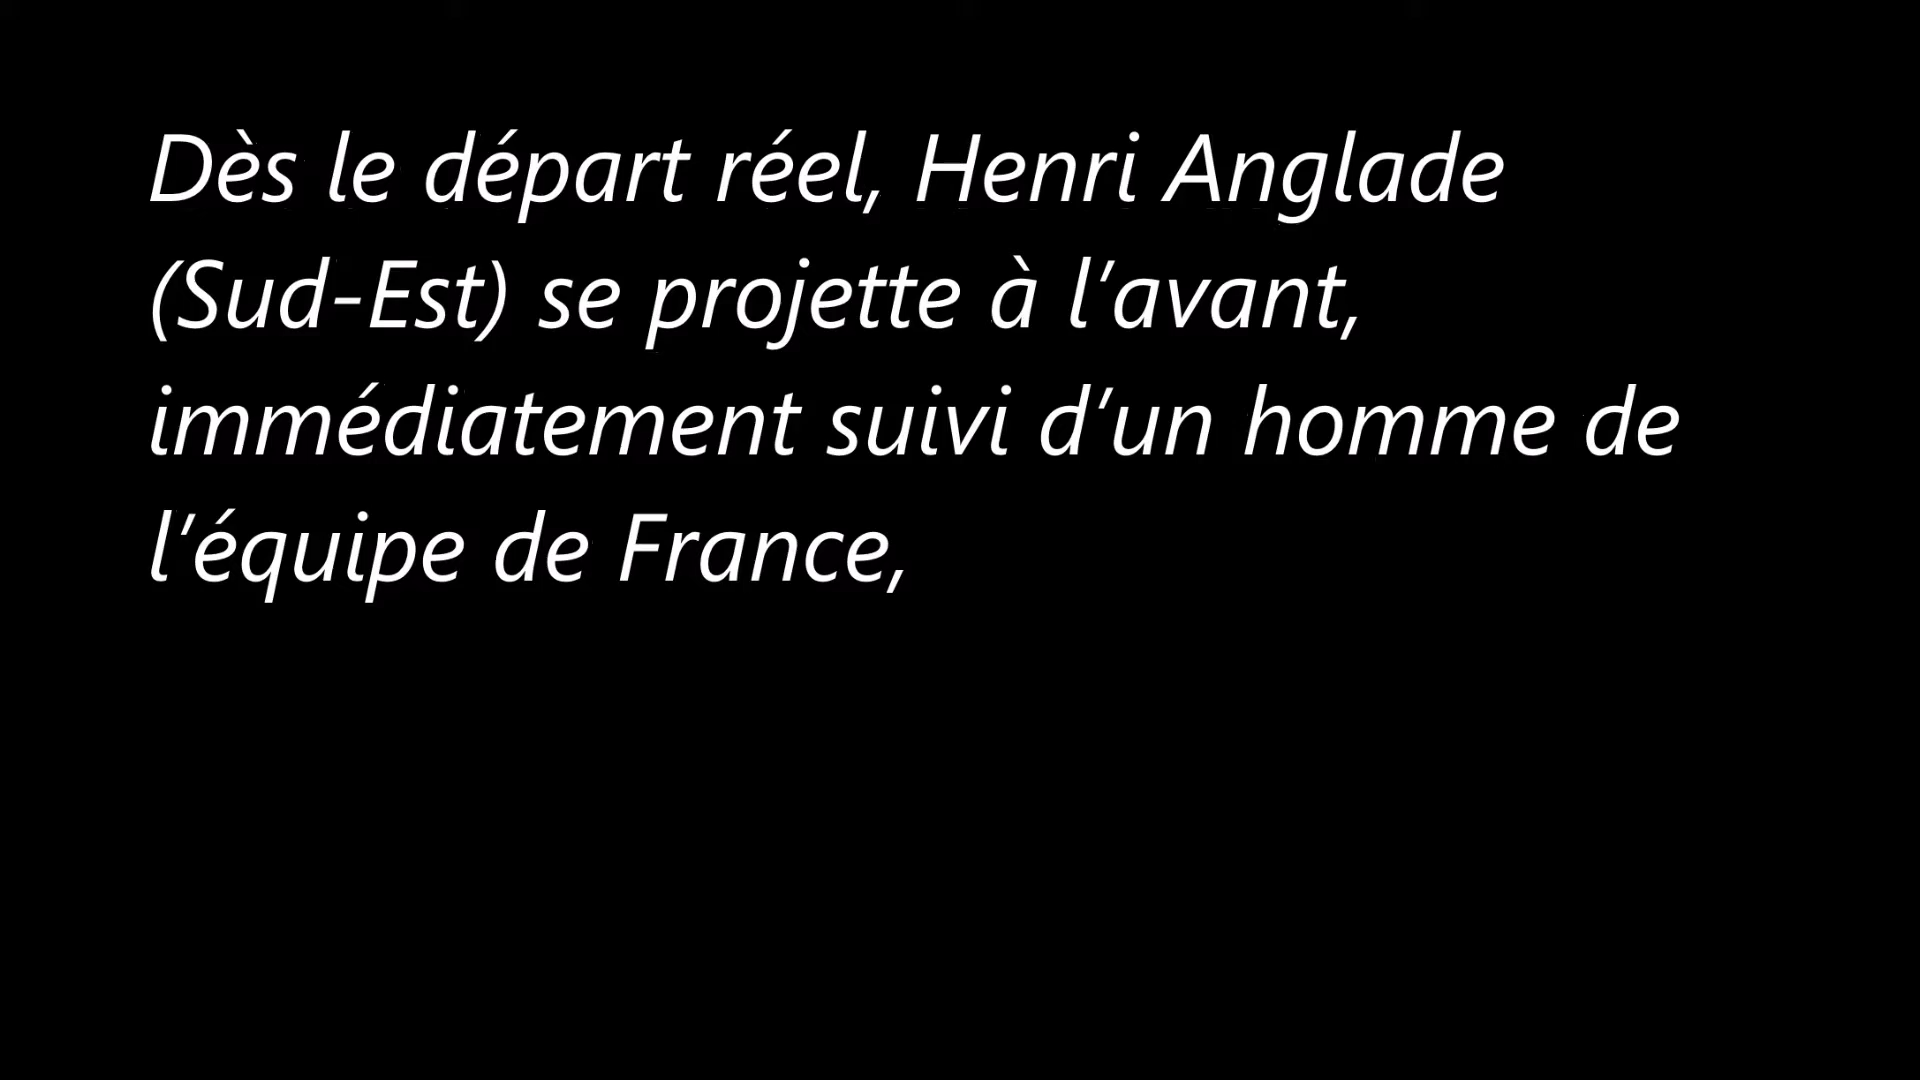 Dès le départ réel, Henri Anglade
(Sud-Est) se projette à l’avant,
immédiatement suivi d’un homme de
l’équipe de France,